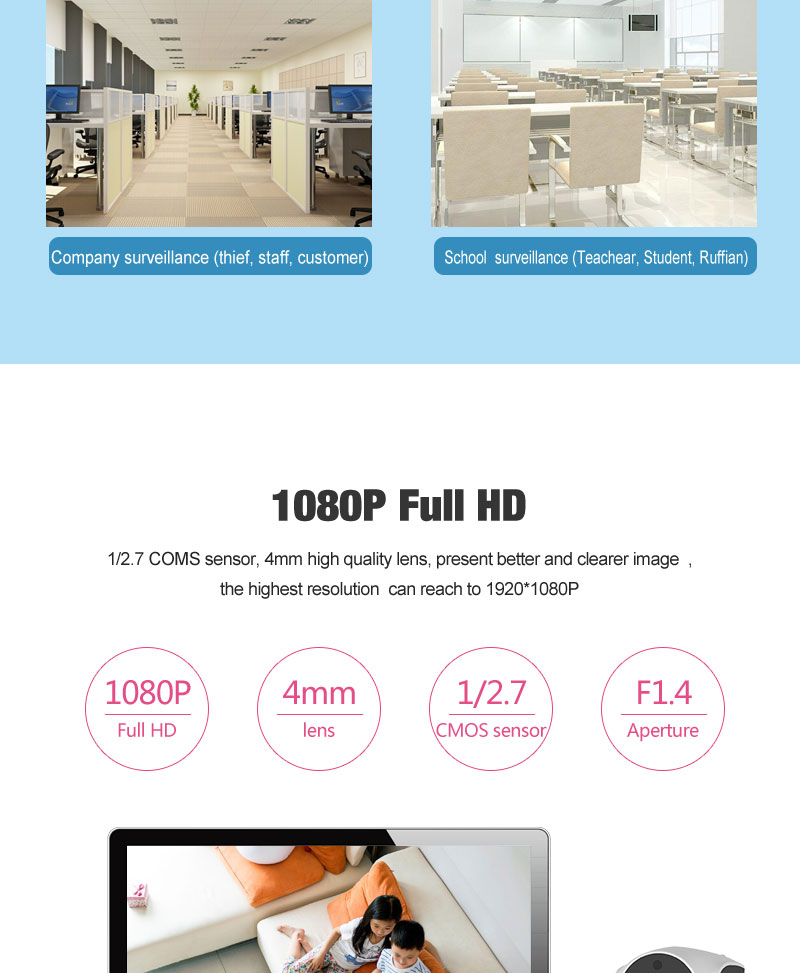 Company surveillance (thief, staff, customer)
School surveillance (Teachear, Student, Ruffian)
1080P Full HD
1/2.7 COMS sensor, 4mm high quality lens, present better and clearer image ,
the highest resolution can reach to 1920*1080P
1080P
Full HD
4mm
lens
1/2.7
CMOS sensor
F1.4
Aperture